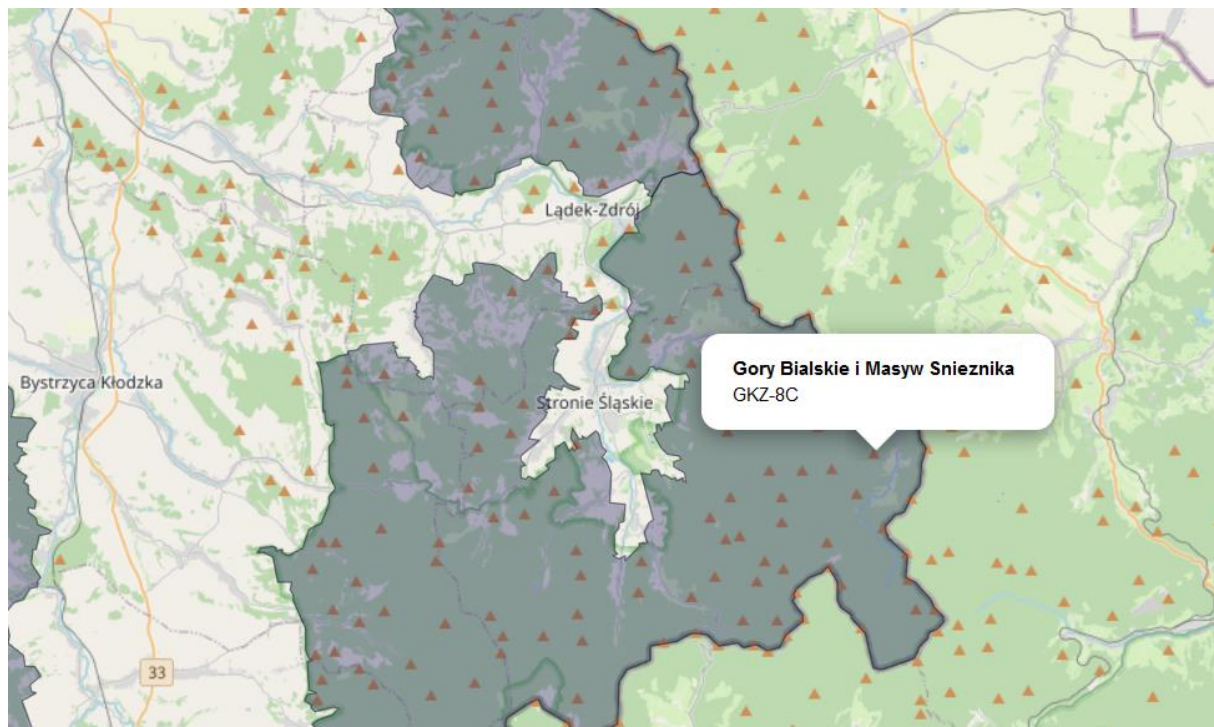 Lądek-Zdrój
Gory Bialskie i Masyw Snieznika
GKZ-8C
Bystrzyca Kłodzka
Stronie Śląskie
33